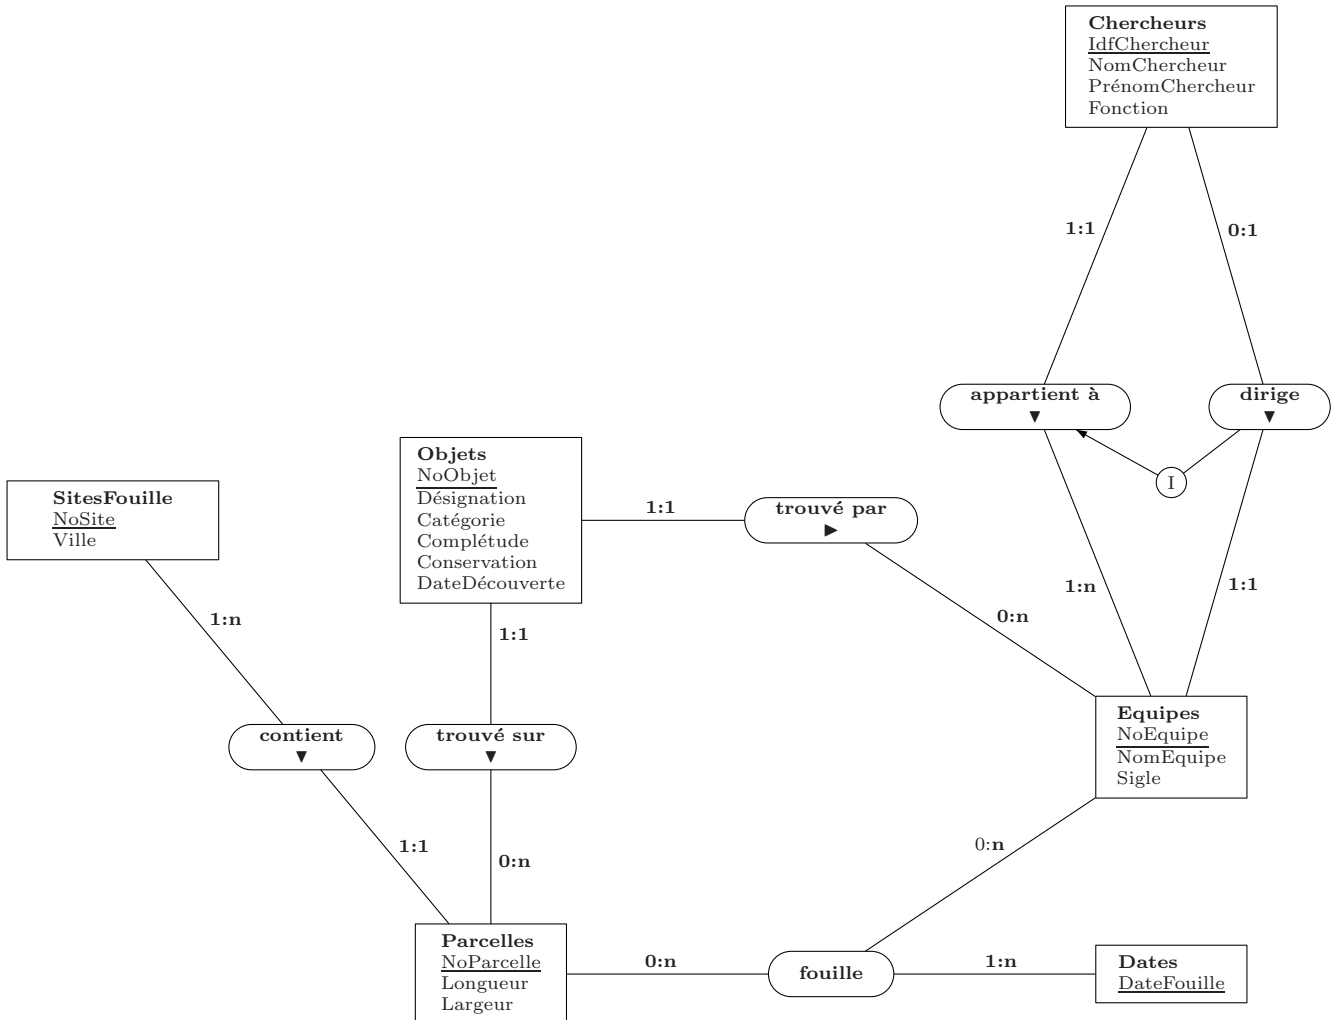 Chercheurs
IdfChercheur
NomChercheur
PrénomChercheur
Fonction
1:1
0:1
appartient à
▼
dirige
▼
I
Objets
NoObjet
Désignation
Catégorie
Complétude
Conservation
DateDécouverte
SitesFouille
NoSite
Ville
1:1
trouvé par
▶
1:n
1:1
0:n
1:n
1:1
contient
▼
trouvé sur
▼
Equipes
NoEquipe
NomEquipe
Sigle
1:1
0:n
0:n
Parcelles
NoParcelle
Longueur
Largeur
0:n
fouille
1:n
Dates
DateFouille